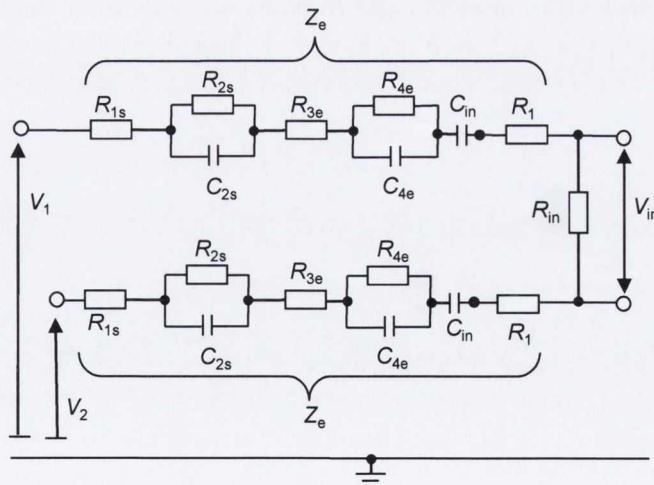 Ze
R1s
R2s
C2s
R3e
R4e
C4e
Cin
R1
V1
Rin
Vin
R1s
R2s
C2s
R3e
R4e
C4e
Cin
R1
V2
Ze